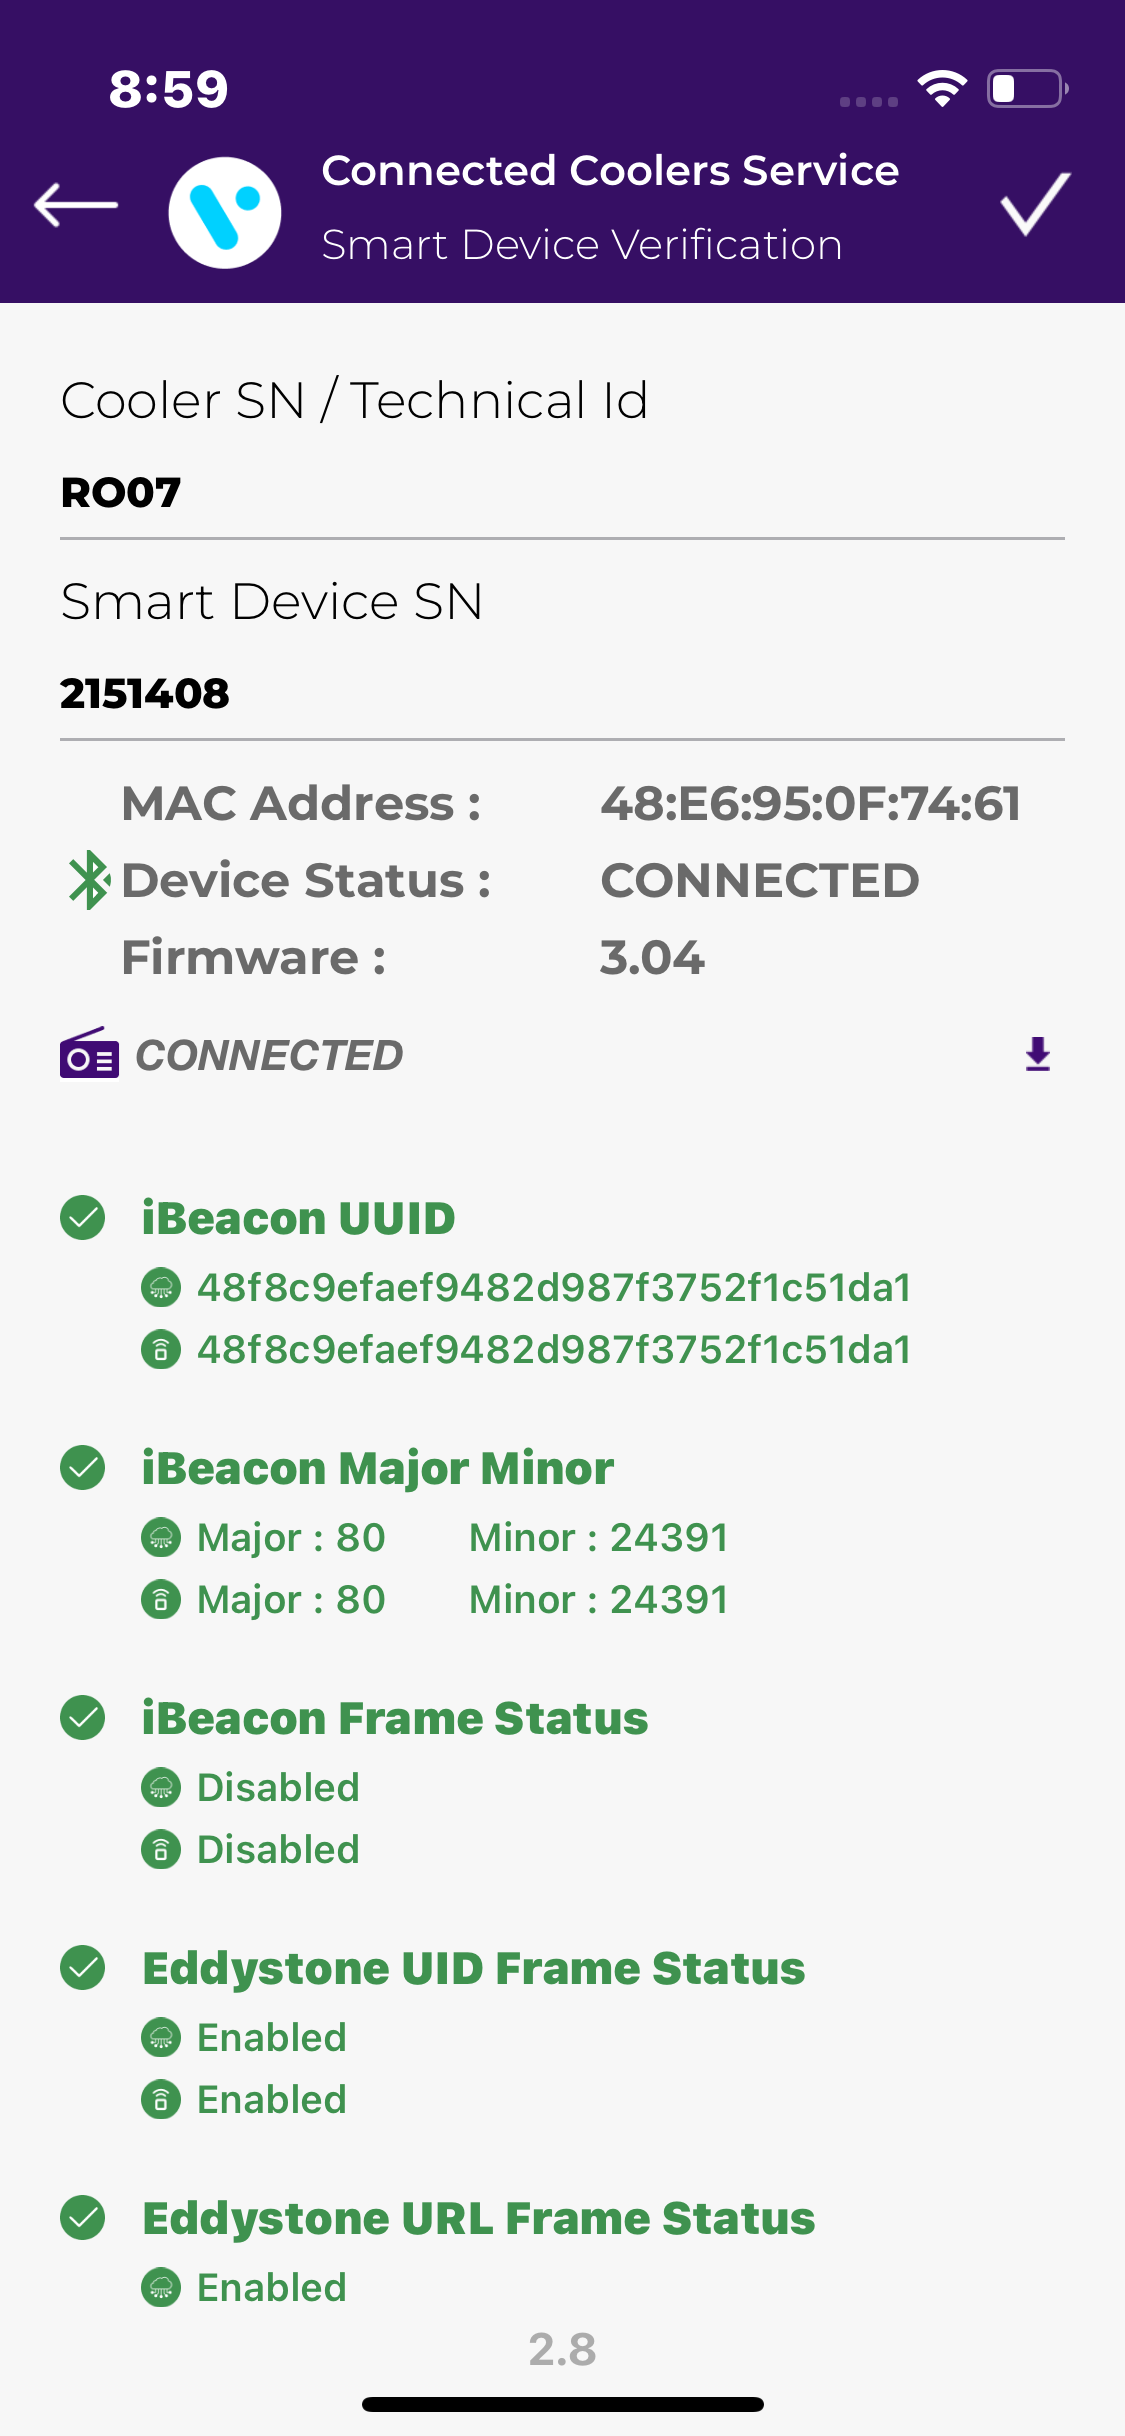 8:59
Connected Coolers Service
Smart Device Verification
Cooler SN / Technical Id
RO07
Smart Device SN
2151408
MAC Address : 48:E6:95:0F:74:61
Device Status : CONNECTED
Firmware : 3.04
CONNECTED
iBeacon UUID
48f8c9efaef9482d987f3752f1c51da1
48f8c9efaef9482d987f3752f1c51da1
iBeacon Major Minor
Major : 80 Minor : 24391
Major : 80 Minor : 24391
iBeacon Frame Status
Disabled
Disabled
Eddystone UID Frame Status
Enabled
Enabled
Eddystone URL Frame Status
Enabled
2.8